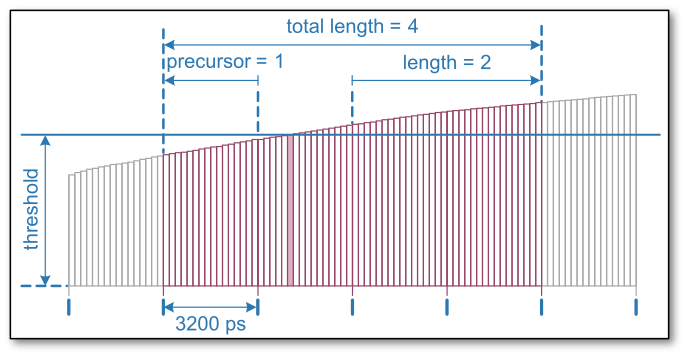 total length = 4
precursor = 1
length = 2
threshold
3200 ps